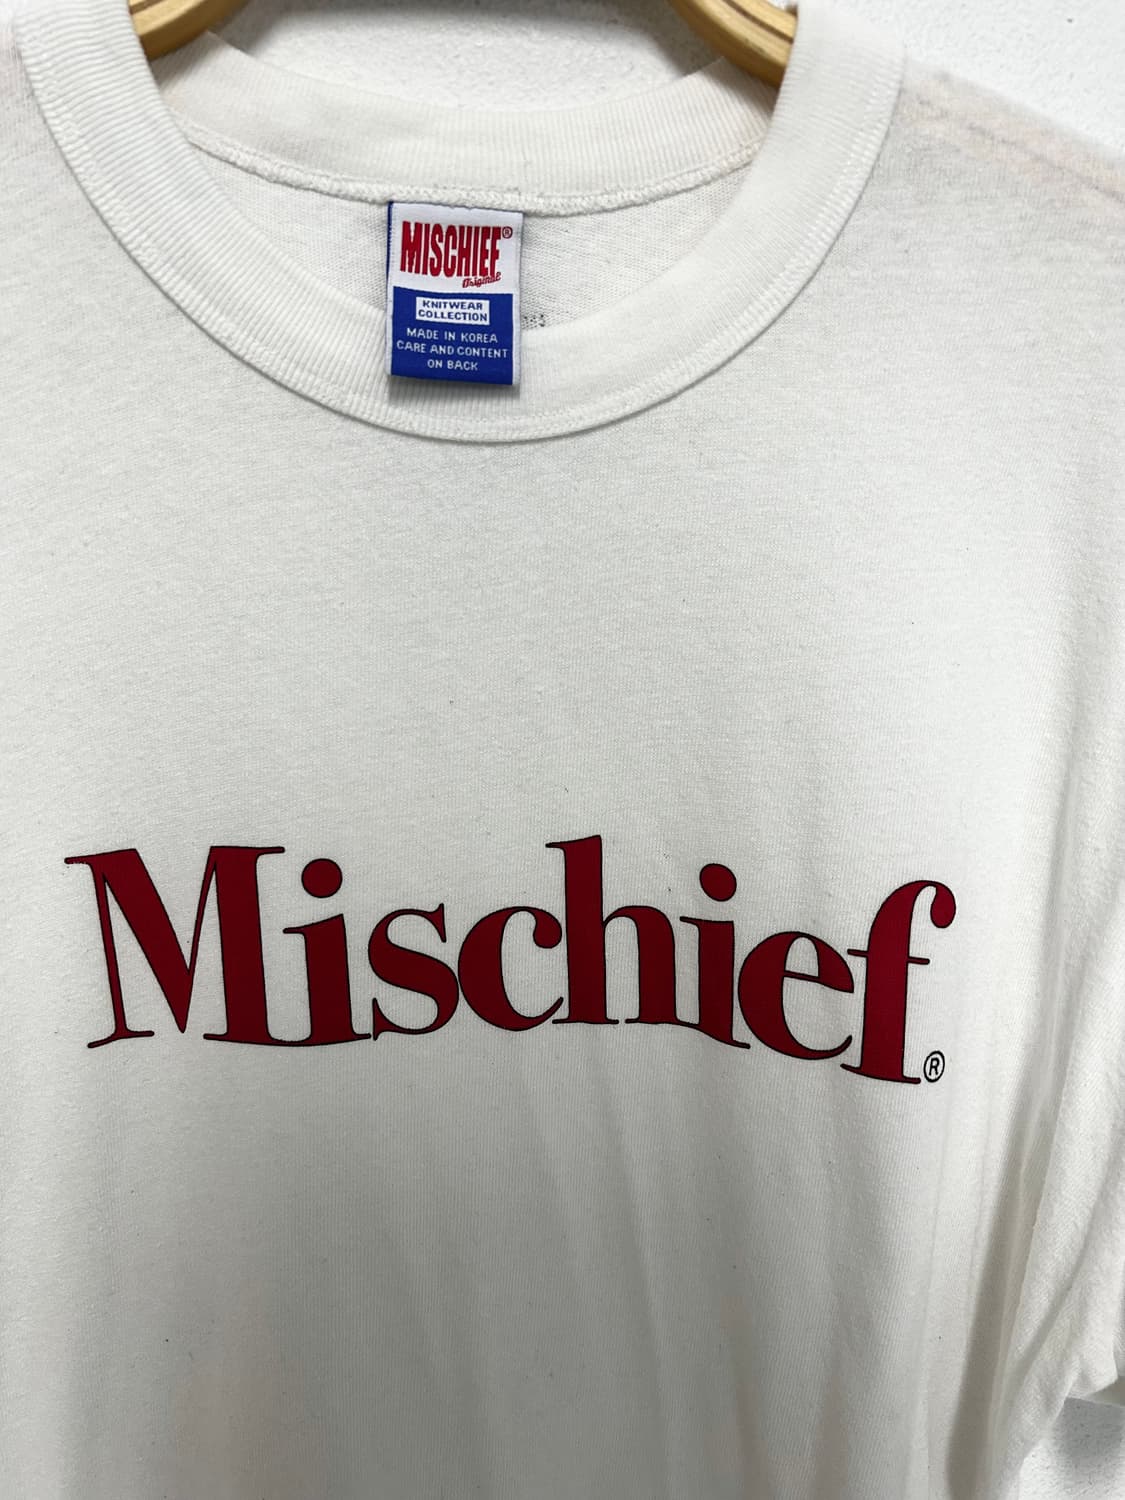 MISCHIEF®
Original
KNITWEAR
COLLECTION
MADE IN KOREA
CARE AND CONTENT
ON BACK
Mischief®